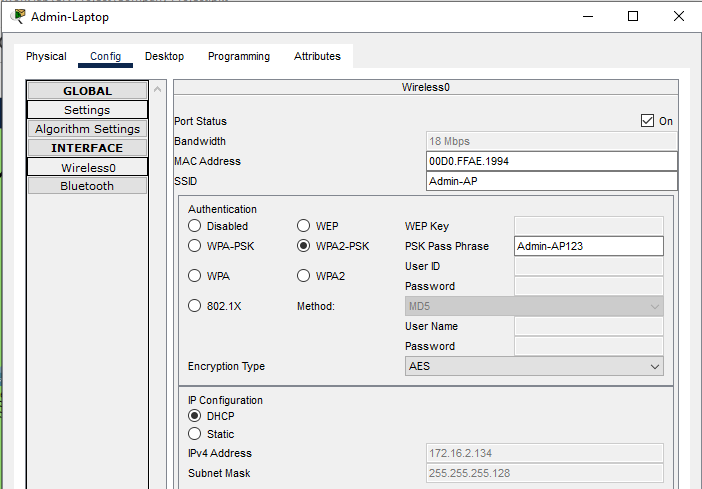 Admin-Laptop
Physical Config Desktop Programming Attributes
GLOBAL
Settings
Algorithm Settings
INTERFACE
Wireless0
Bluetooth
Wireless0
Port Status On
Bandwidth 18 Mbps
MAC Address 00D0.FFAE.1994
SSID Admin-AP
Authentication
Disabled WEP WEP Key
WPA-PSK WPA2-PSK PSK Pass Phrase Admin-AP123
User ID
WPA WPA2
Password
802.1X Method: MD5
User Name
Password
Encryption Type AES
IP Configuration
DHCP
Static
IPv4 Address 172.16.2.134
Subnet Mask 255.255.255.128